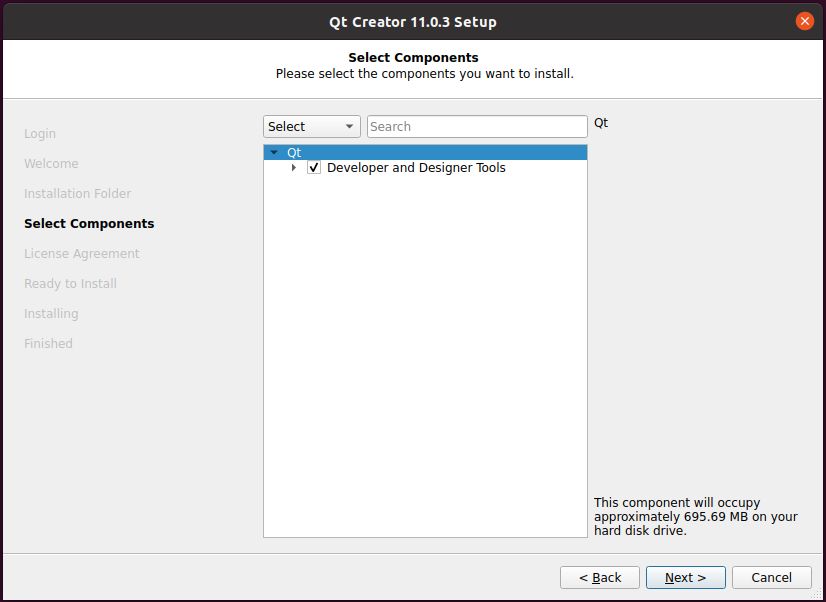 Qt Creator 11.0.3 Setup
Select Components
Please select the components you want to install.
Login
Welcome
Installation Folder
Select Components
License Agreement
Ready to Install
Installing
Finished
Select
Search
Qt
Qt
Developer and Designer Tools
This component will occupy
approximately 695.69 MB on your
hard disk drive.
< Back
Next >
Cancel